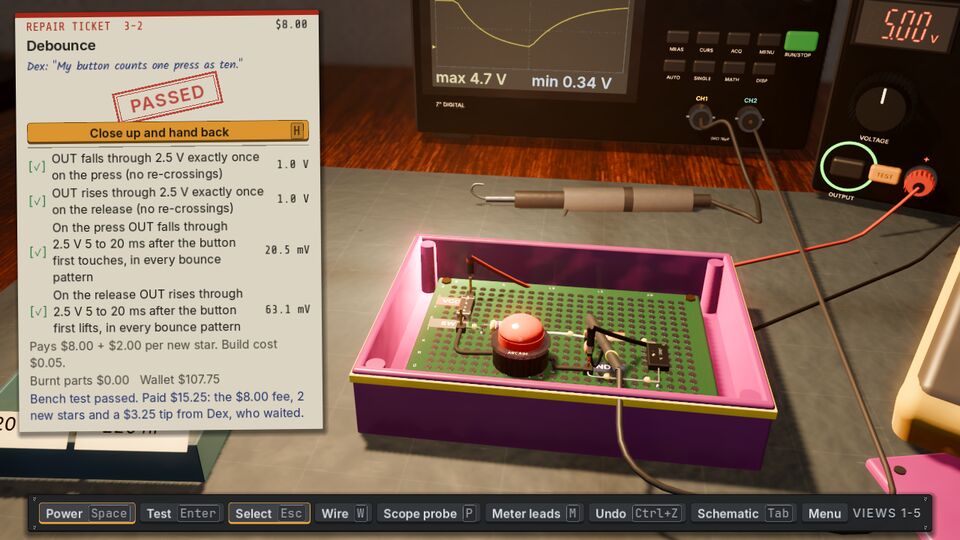 REPAIR TICKET 3-2 $8.00
Debounce
Dex: "My button counts one press as ten."
PASSED
Close up and hand back H
[✓] OUT falls through 2.5 V exactly once 1.0 V
on the press (no re-crossings)
[✓] OUT rises through 2.5 V exactly once 1.0 V
on the release (no re-crossings)
On the press OUT falls through
[✓] 2.5 V 5 to 20 ms after the button 20.5 mV
first touches, in every bounce
pattern
On the release OUT rises through
[✓] 2.5 V 5 to 20 ms after the button 63.1 mV
first lifts, in every bounce pattern
Pays $8.00 + $2.00 per new star. Build cost
$0.05.
Burnt parts $0.00 Wallet $107.75
Bench test passed. Paid $15.25: the $8.00 fee, 2
new stars and a $3.25 tip from Dex, who waited.
max 4.7 V min 0.34 V
7" DIGITAL
MEAS CURS ACQ MENU RUN/STOP
AUTO SINGLE MATH DISP
CH1 CH2
5.00 V
VOLTAGE
TEST
+
OUTPUT
ARCADE
Power Space Test Enter Select Esc Wire W Scope probe P Meter leads M Undo Ctrl+Z Schematic Tab Menu VIEWS 1-5